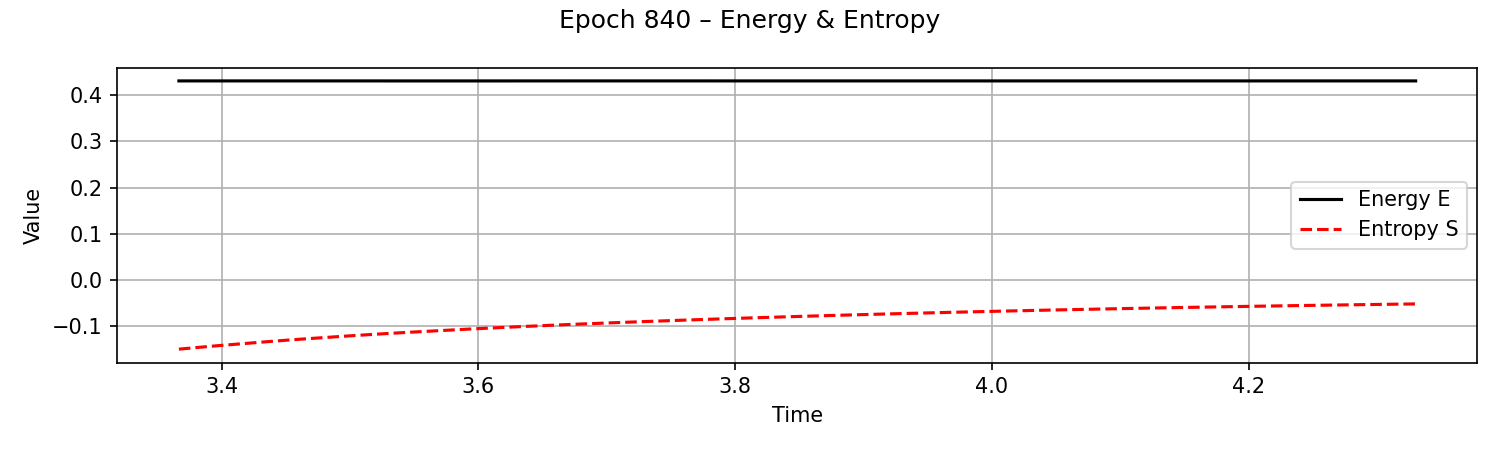 Epoch 840 – Energy & Entropy
Value
0.4
0.3
0.2
0.1
0.0
−0.1
Energy E
Entropy S
3.4 3.6 3.8 4.0 4.2
Time